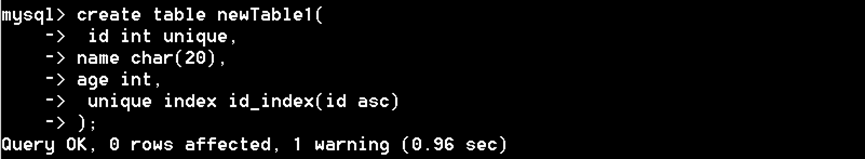 mysql> create table newTable1(
    ->  id int unique,
    -> name char(20),
    -> age int,
    ->  unique index id_index(id asc)
    -> );
Query OK, 0 rows affected, 1 warning (0.96 sec)